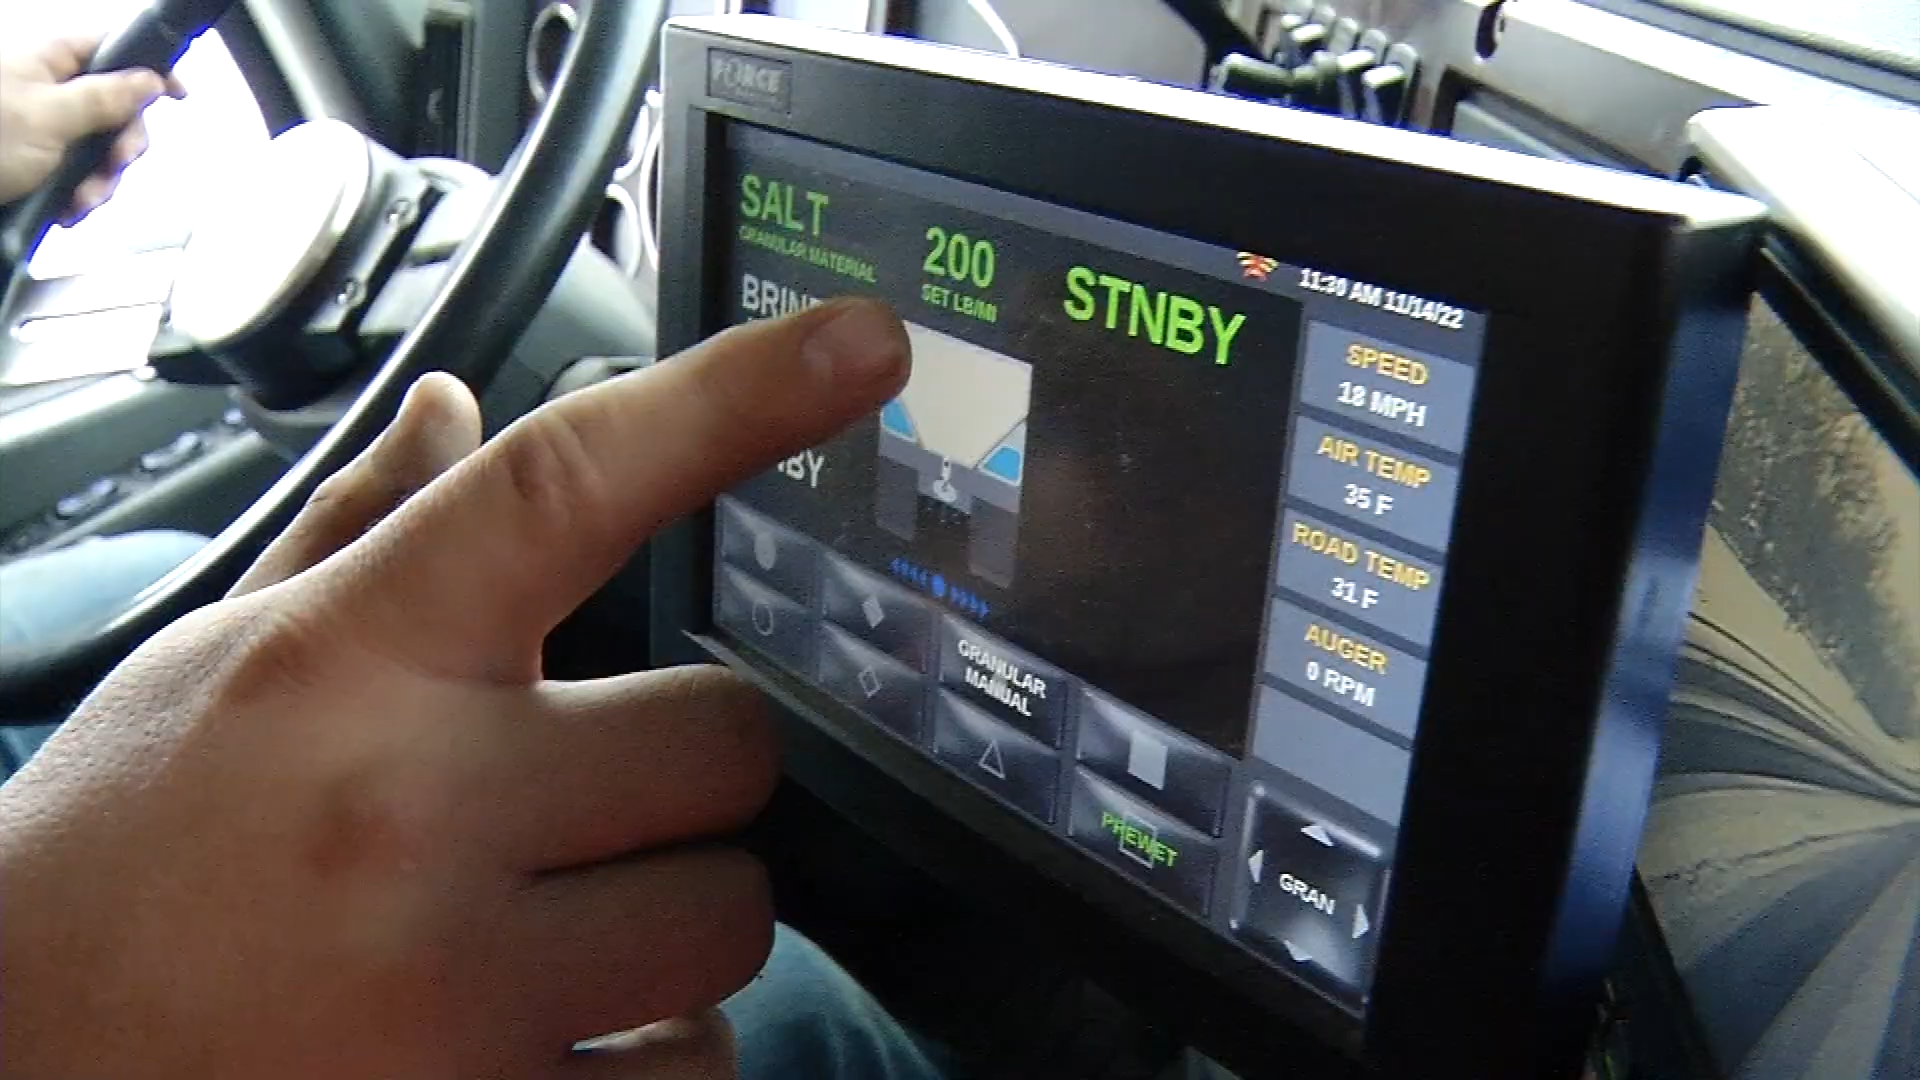 FORCE
SALT
GRANULAR MATERIAL
200
SET LB/MI
STNBY
11:30 AM 11/14/22
SPEED
18 MPH
AIR TEMP
35 F
ROAD TEMP
31 F
AUGER
0 RPM
GRANULAR
MANUAL
PREWET
GRAN